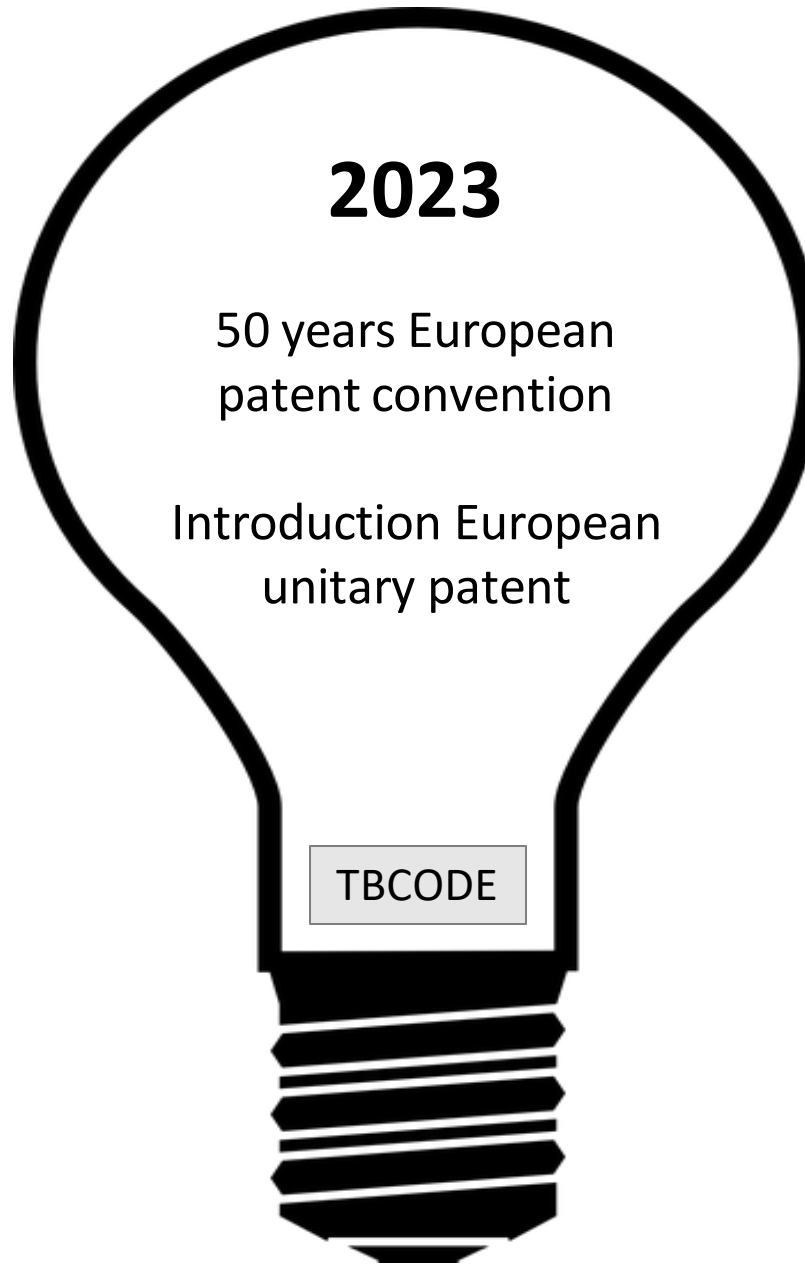 2023
50 years European
patent convention
Introduction European
unitary patent
TBCODE